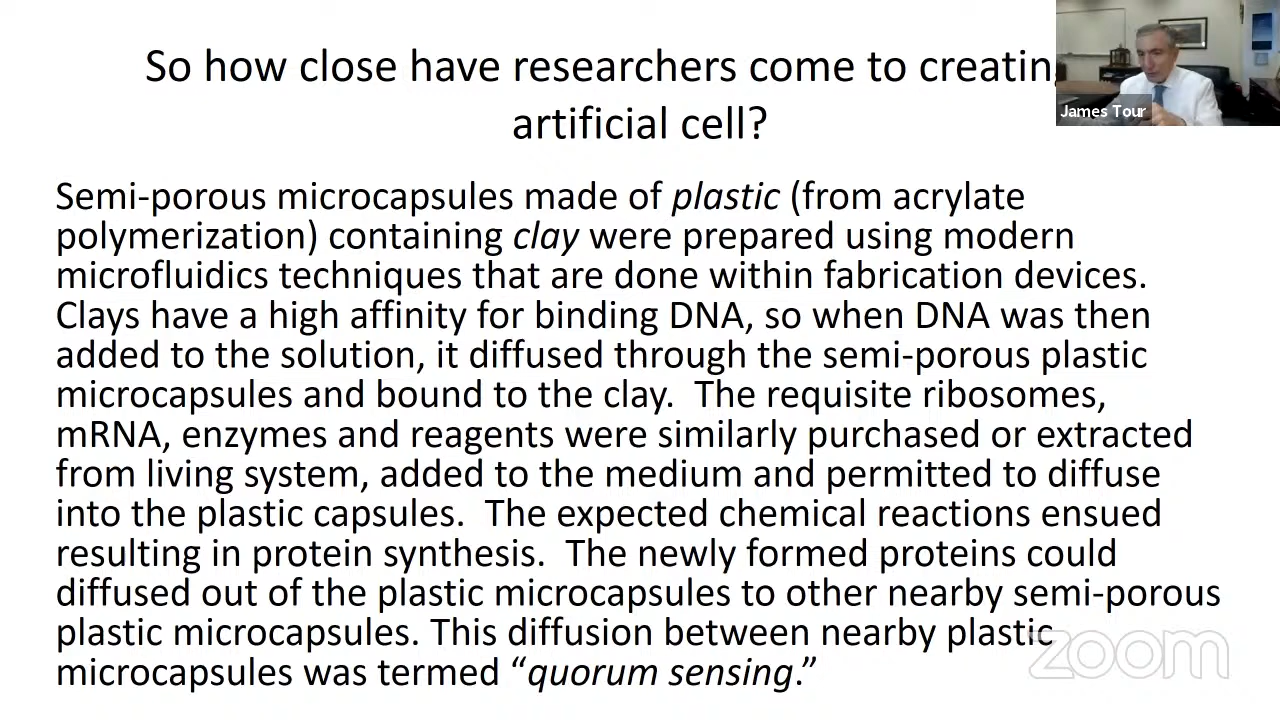 So how close have researchers come to creating
artificial cell?
James Tour
Semi-porous microcapsules made of plastic (from acrylate
polymerization) containing clay were prepared using modern
microfluidics techniques that are done within fabrication devices.
Clays have a high affinity for binding DNA, so when DNA was then
added to the solution, it diffused through the semi-porous plastic
microcapsules and bound to the clay.  The requisite ribosomes,
mRNA, enzymes and reagents were similarly purchased or extracted
from living system, added to the medium and permitted to diffuse
into the plastic capsules.  The expected chemical reactions ensued
resulting in protein synthesis.  The newly formed proteins could
diffused out of the plastic microcapsules to other nearby semi-porous
plastic microcapsules. This diffusion between nearby plastic
microcapsules was termed “quorum sensing.”
zoom